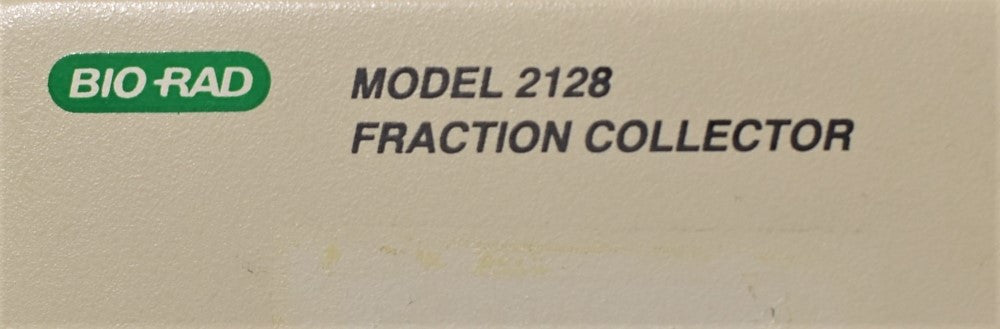 BIO-RAD
MODEL 2128
FRACTION COLLECTOR